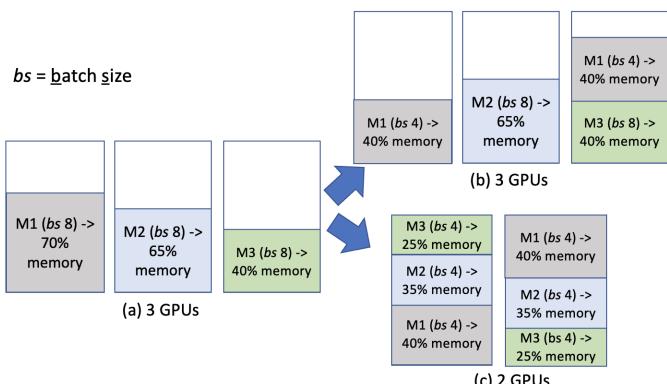 bs = batch size
M1 (bs 8) ->
70%
memory
M2 (bs 8) ->
65%
memory
M3 (bs 8) ->
40% memory
(a) 3 GPUs
M1 (bs 4) ->
40% memory
M2 (bs 8) ->
65%
memory
M1 (bs 4) ->
40% memory
M3 (bs 8) ->
40% memory
(b) 3 GPUs
M3 (bs 4) ->
25% memory
M2 (bs 4) ->
35% memory
M1 (bs 4) ->
40% memory
M1 (bs 4) ->
40% memory
M2 (bs 4) ->
35% memory
M3 (bs 4) ->
25% memory
(c) 2 GPUs